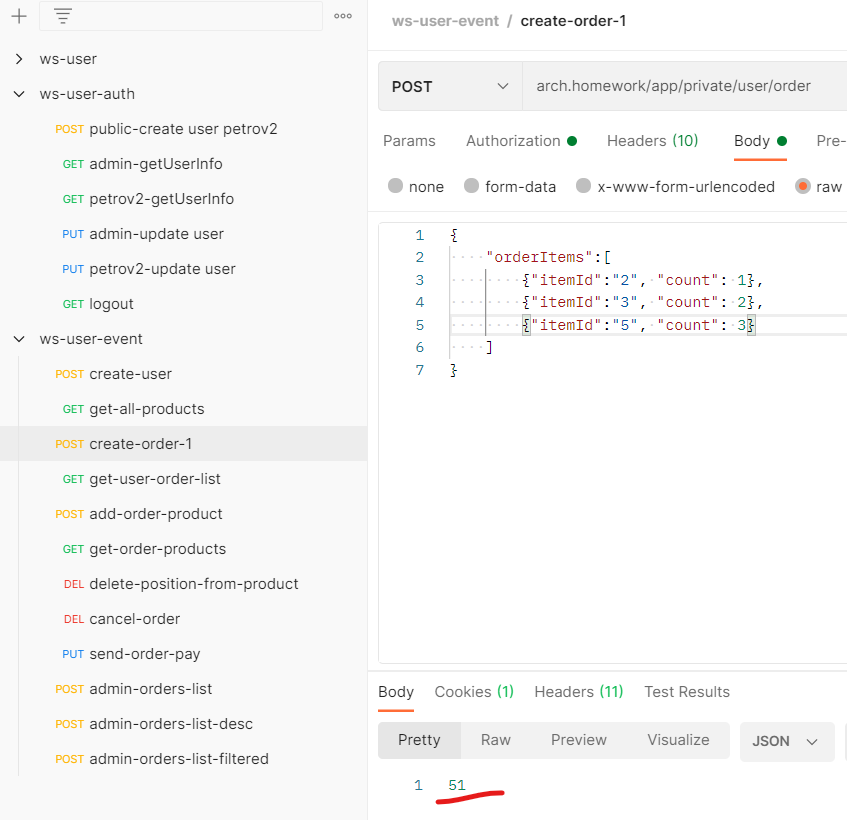 ws-user
ws-user-auth
POST public-create user petrov2
GET admin-getUserInfo
GET petrov2-getUserInfo
PUT admin-update user
PUT petrov2-update user
GET logout
ws-user-event
POST create-user
GET get-all-products
POST create-order-1
GET get-user-order-list
POST add-order-product
GET get-order-products
DEL delete-position-from-product
DEL cancel-order
PUT send-order-pay
POST admin-orders-list
POST admin-orders-list-desc
POST admin-orders-list-filtered
ws-user-event / create-order-1
POST arch.homework/app/private/user/order
Params Authorization Headers (10) Body Pre-
none form-data x-www-form-urlencoded raw
1 {
2 "orderItems":[
3 {"itemId":"2", "count": 1},
4 {"itemId":"3", "count": 2},
5 {"itemId":"5", "count": 3}
6 ]
7 }
Body Cookies (1) Headers (11) Test Results
Pretty Raw Preview Visualize JSON
1 51